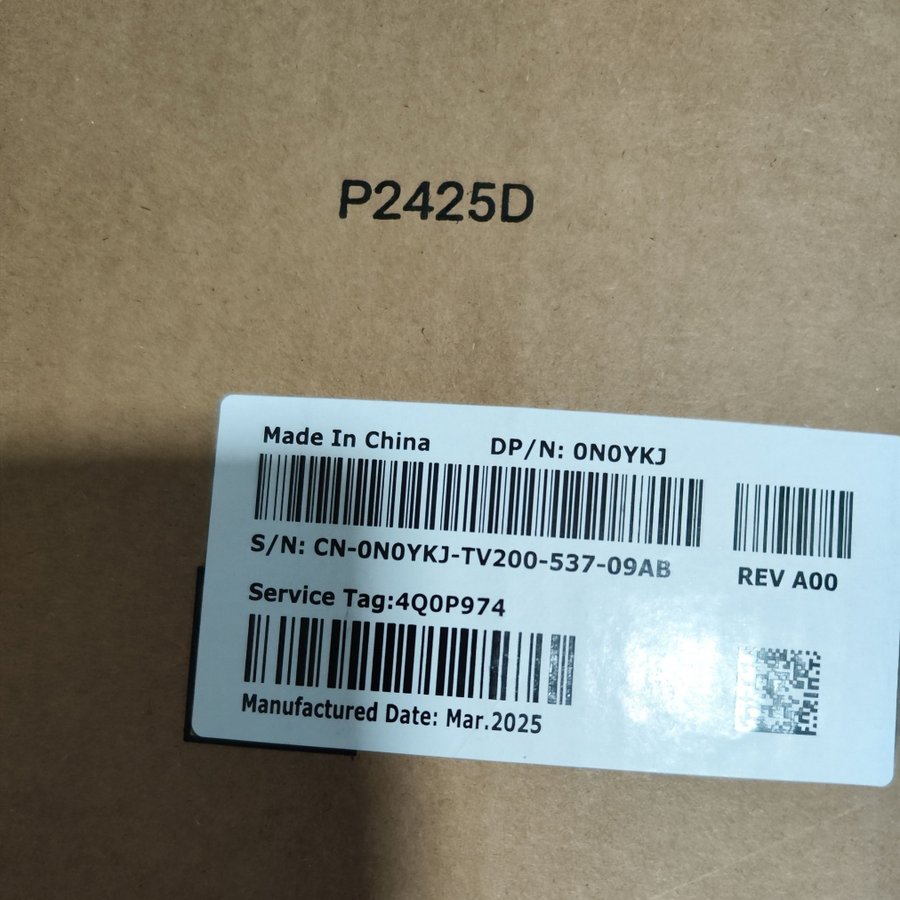 P2425D
Made In China DP/N: 0N0YKJ
S/N: CN-0N0YKJ-TV200-537-09AB
REV A00
Service Tag:4Q0P974
Manufactured Date: Mar.2025